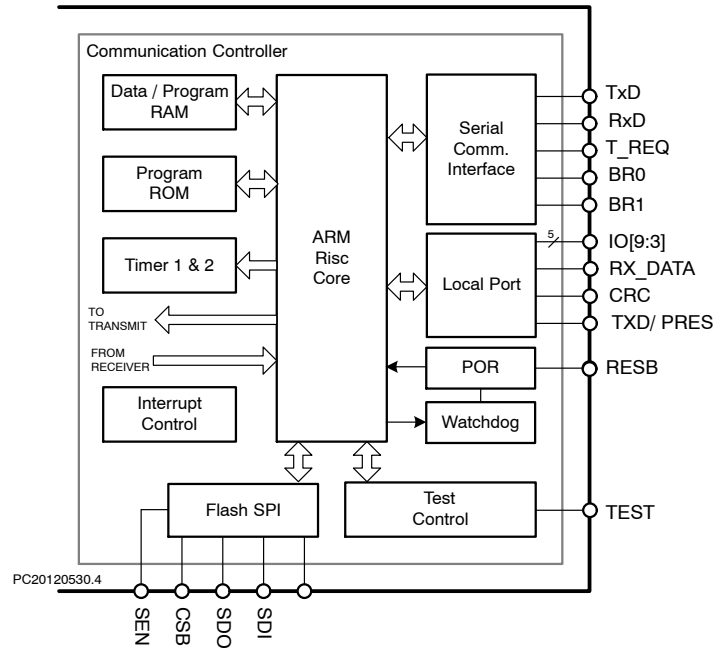 Communication Controller
Data / Program
RAM
Program
ROM
Timer 1 & 2
TO
TRANSMIT
FROM
RECEIVER
Interrupt
Control
ARM
Risc
Core
Serial
Comm.
Interface
Local Port
POR
Watchdog
Flash SPI
Test
Control
TxD
RxD
T_REQ
BR0
BR1
5
IO[9:3]
RX_DATA
CRC
TXD/ PRES
RESB
TEST
PC20120530.4
SEN
CSB
SDO
SDI